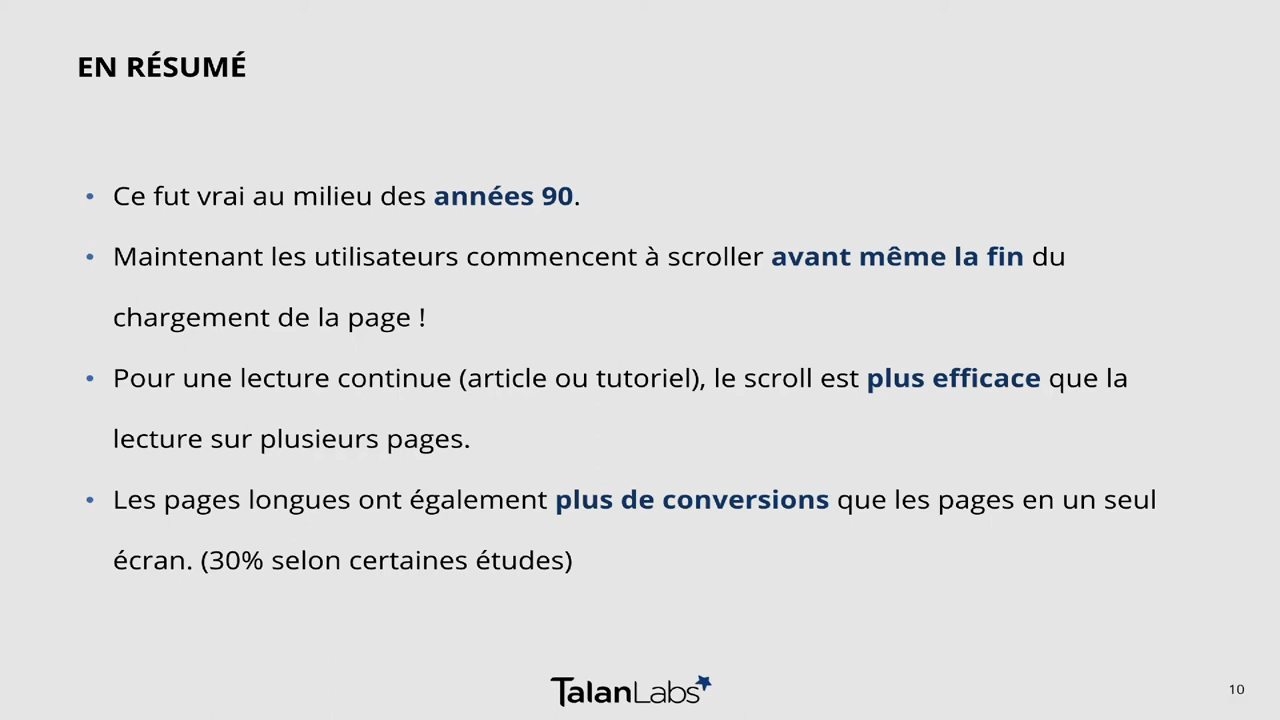 EN RÉSUMÉ
• Ce fut vrai au milieu des années 90.
• Maintenant les utilisateurs commencent à scroller avant même la fin du
chargement de la page !
• Pour une lecture continue (article ou tutoriel), le scroll est plus efficace que la
lecture sur plusieurs pages.
• Les pages longues ont également plus de conversions que les pages en un seul
écran. (30% selon certaines études)
TalanLabs
10